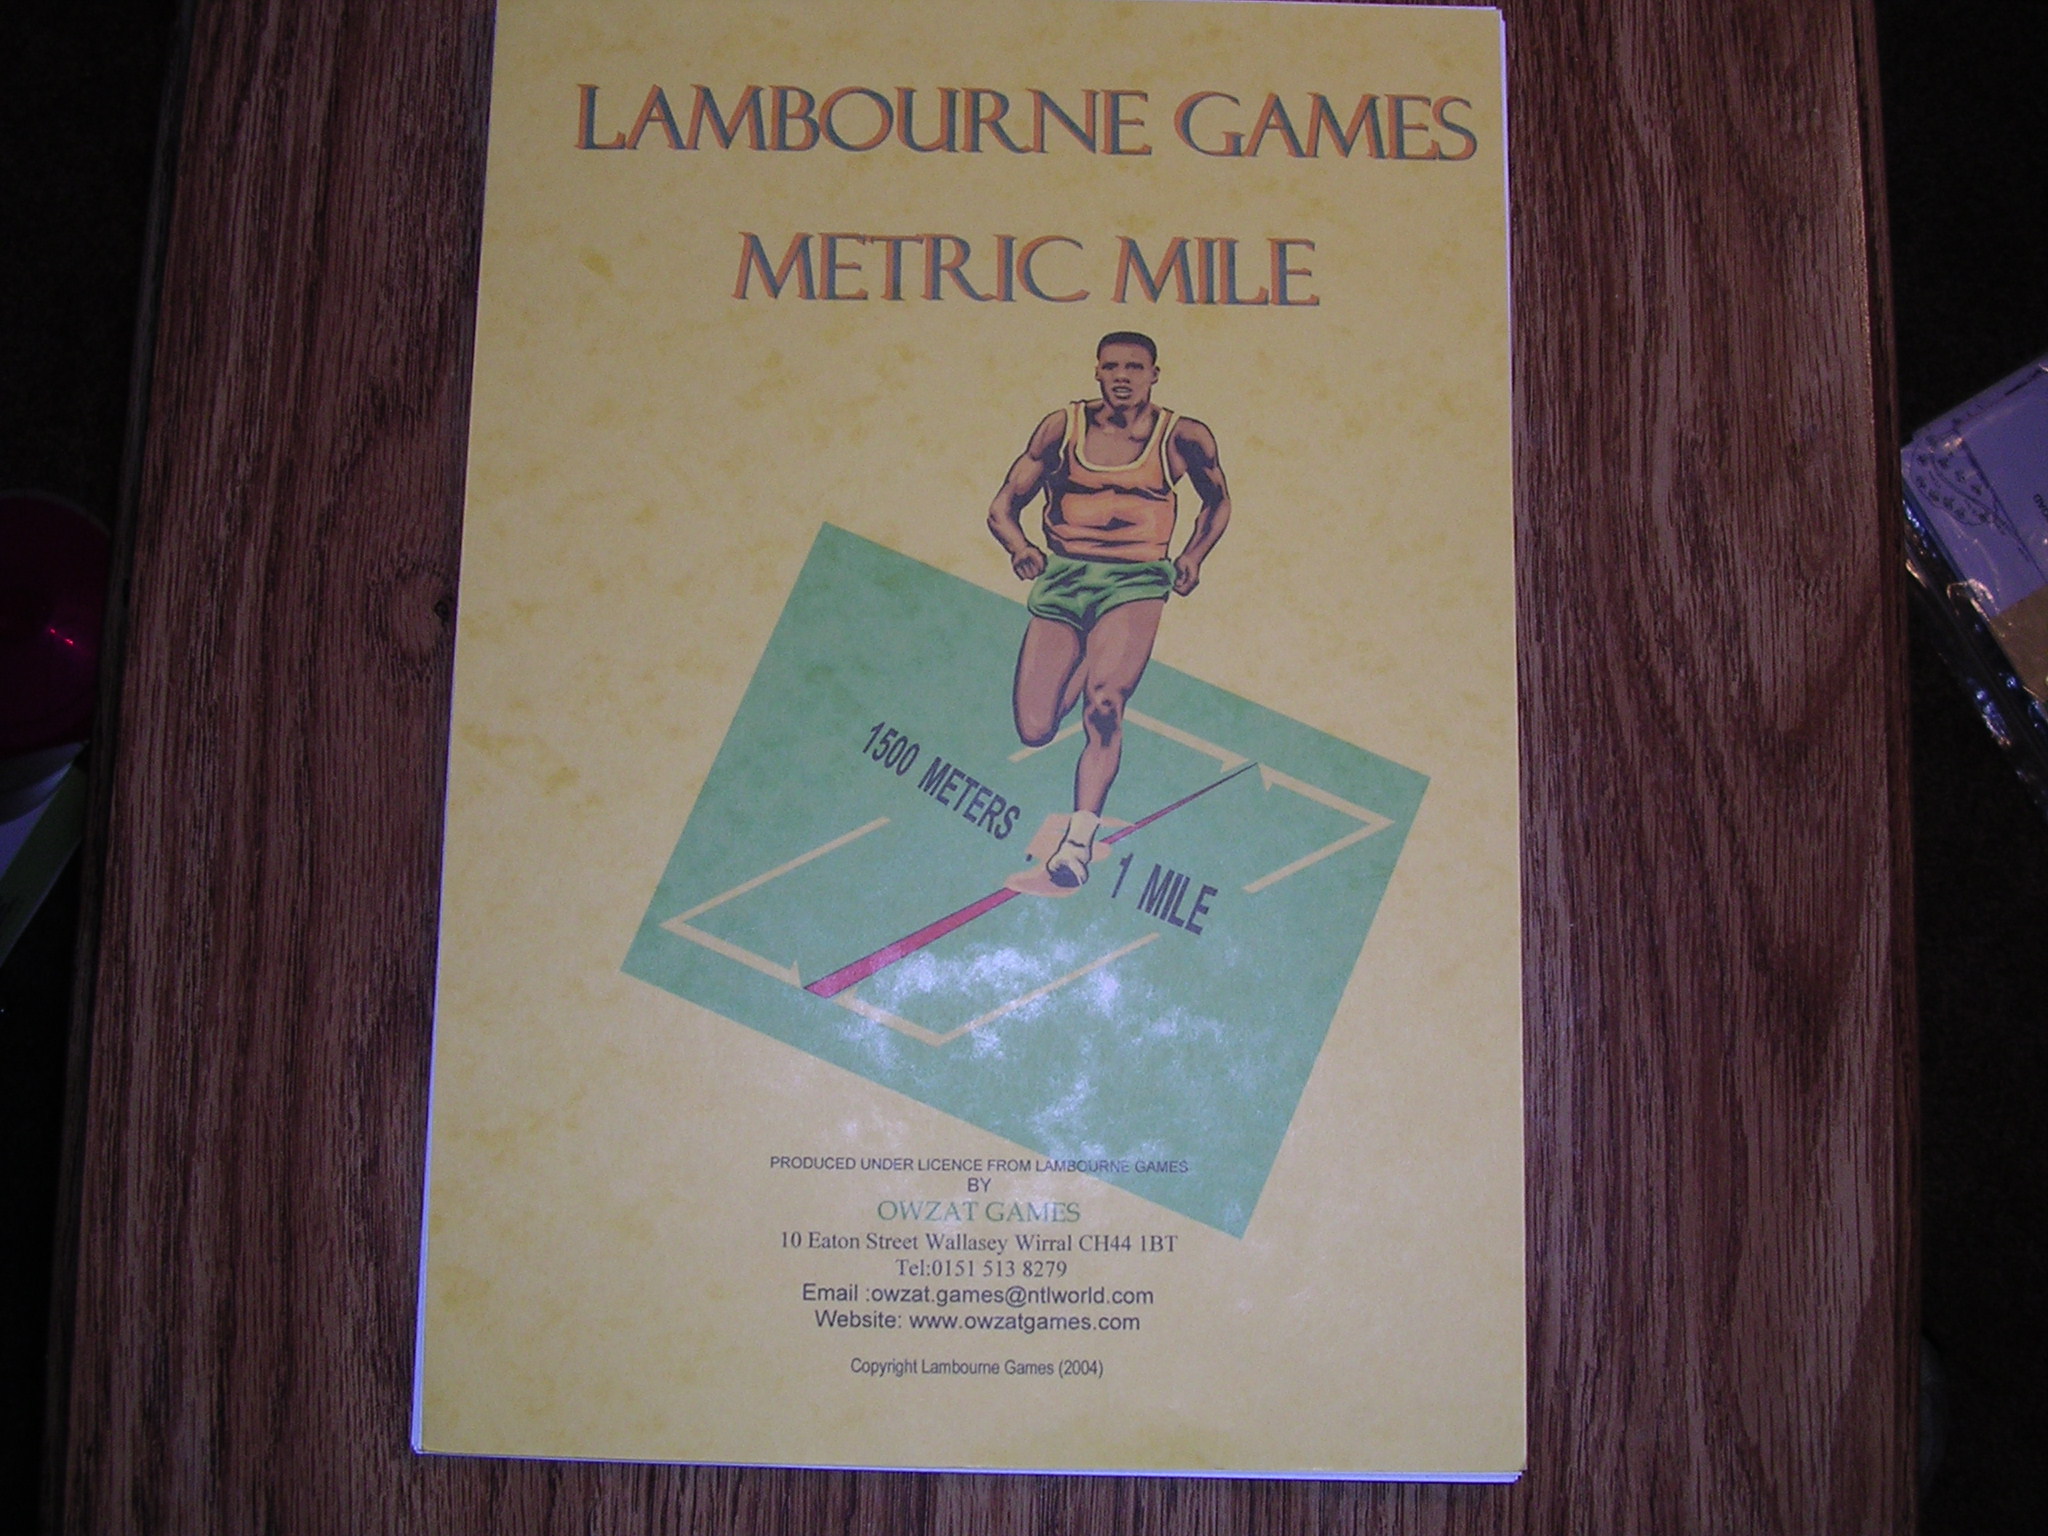 LAMBOURNE GAMES
METRIC MILE
1500 METERS
1 MILE
PRODUCED UNDER LICENCE FROM LAMBOURNE GAMES
BY
OWZAT GAMES
10 Eaton Street Wallasey Wirral CH44 1BT
Tel:0151 513 8279
Email :owzat.games@ntlworld.com
Website: www.owzatgames.com
Copyright Lambourne Games (2004)